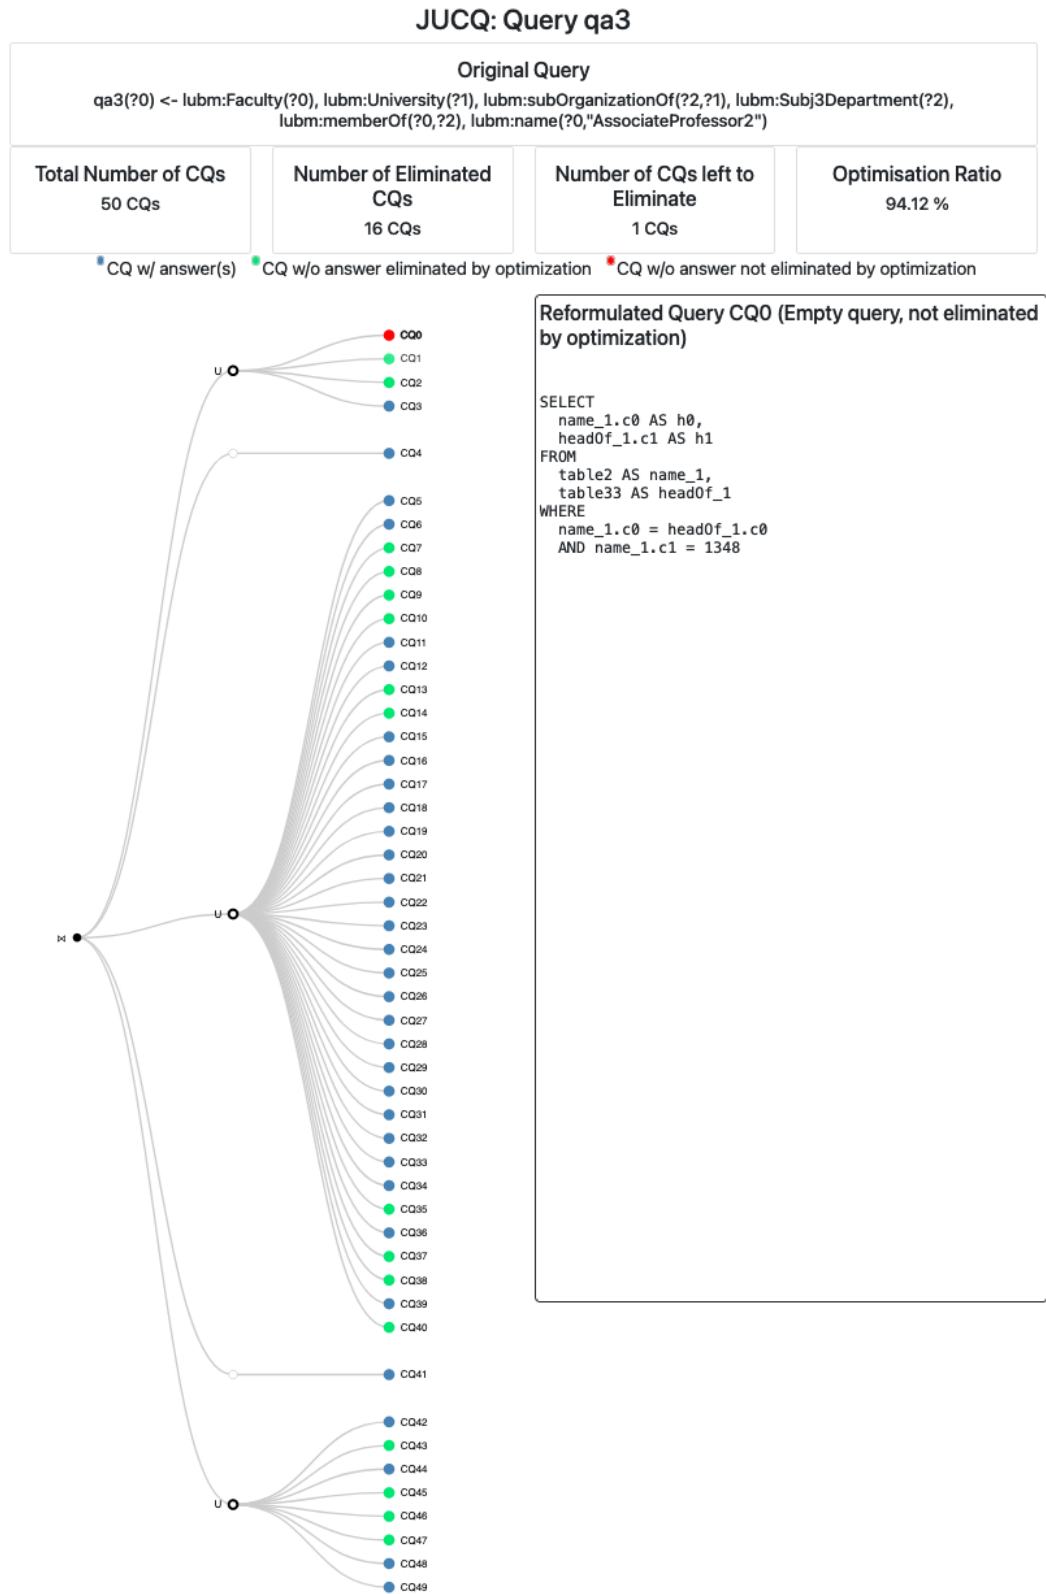 JUCQ: Query qa3
Original Query
qa3(?0) <- lubm:Faculty(?0), lubm:University(?1), lubm:subOrganizationOf(?2,?1), lubm:Subj3Department(?2),
lubm:memberOf(?0,?2), lubm:name(?0,"AssociateProfessor2")
Total Number of CQs
50 CQs
Number of Eliminated
CQs
16 CQs
Number of CQs left to
Eliminate
1 CQs
Optimisation Ratio
94.12 %
CQ w/ answer(s)
CQ w/o answer eliminated by optimization
CQ w/o answer not eliminated by optimization
Reformulated Query CQ0 (Empty query, not eliminated
by optimization)
SELECT
name_1.c0 AS h0,
headOf_1.c1 AS h1
FROM
table2 AS name_1,
table33 AS headOf_1
WHERE
name_1.c0 = headOf_1.c0
AND name_1.c1 = 1348
⋈
U
CQ0
CQ1
CQ2
CQ3
CQ4
U
CQ5
CQ6
CQ7
CQ8
CQ9
CQ10
CQ11
CQ12
CQ13
CQ14
CQ15
CQ16
CQ17
CQ18
CQ19
CQ20
CQ21
CQ22
CQ23
CQ24
CQ25
CQ26
CQ27
CQ28
CQ29
CQ30
CQ31
CQ32
CQ33
CQ34
CQ35
CQ36
CQ37
CQ38
CQ39
CQ40
CQ41
U
CQ42
CQ43
CQ44
CQ45
CQ46
CQ47
CQ48
CQ49